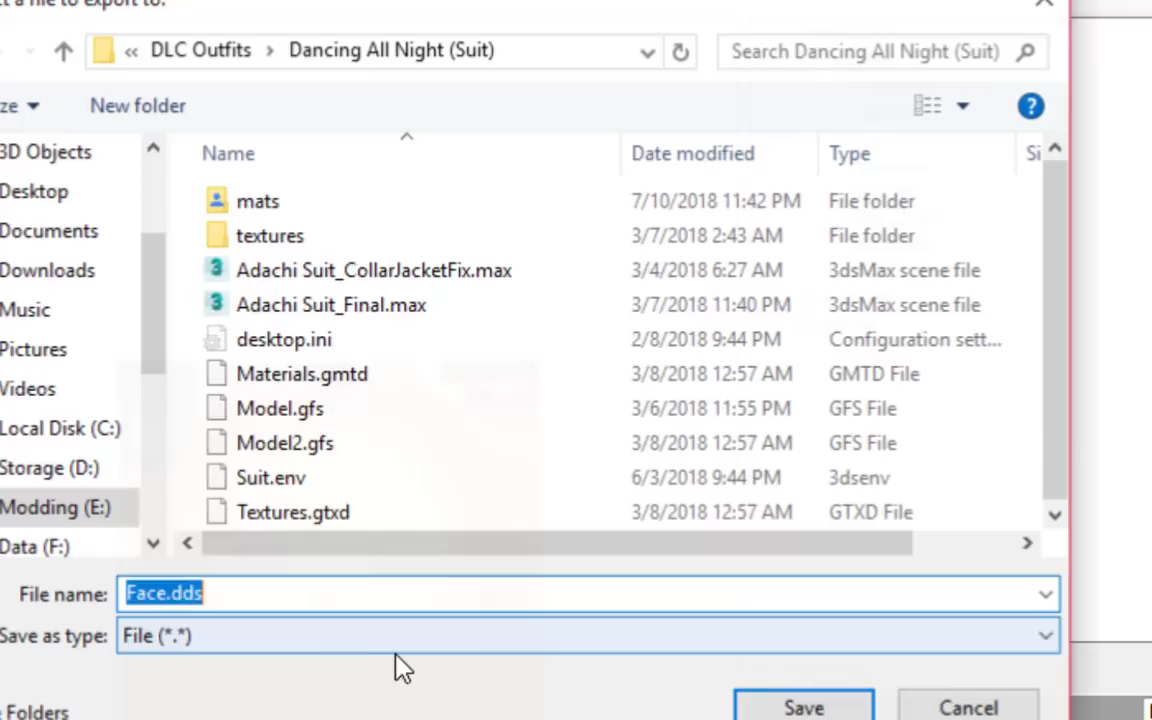 t a file to export to:
« DLC Outfits > Dancing All Night (Suit)
Search Dancing All Night (Suit)
ze New folder
Name Date modified Type Si
3D Objects
Desktop
Documents
Downloads
Music
Pictures
Videos
Local Disk (C:)
Storage (D:)
Modding (E:)
Data (F:)
mats 7/10/2018 11:42 PM File folder
textures 3/7/2018 2:43 AM File folder
Adachi Suit_CollarJacketFix.max 3/4/2018 6:27 AM 3dsMax scene file
Adachi Suit_Final.max 3/7/2018 11:40 PM 3dsMax scene file
desktop.ini 2/8/2018 9:44 PM Configuration sett...
Materials.gmtd 3/8/2018 12:57 AM GMTD File
Model.gfs 3/6/2018 11:55 PM GFS File
Model2.gfs 3/8/2018 12:57 AM GFS File
Suit.env 6/3/2018 9:44 PM 3dsenv
Textures.gtxd 3/8/2018 12:57 AM GTXD File
File name: Face.dds
Save as type: File (*.*)
Folders
Save Cancel